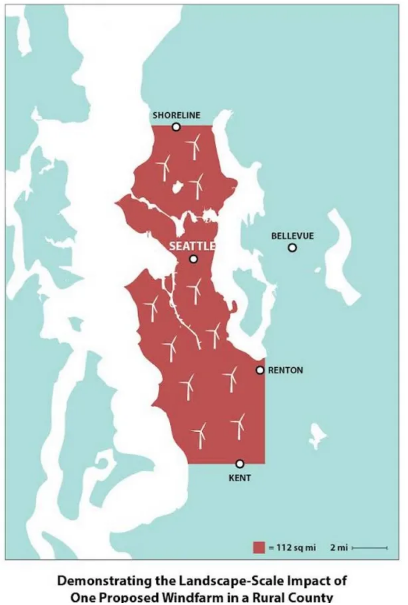 SHORELINE
SEATTLE
BELLEVUE
RENTON
KENT
= 112 sq mi 2 mi
Demonstrating the Landscape-Scale Impact of
One Proposed Windfarm in a Rural County